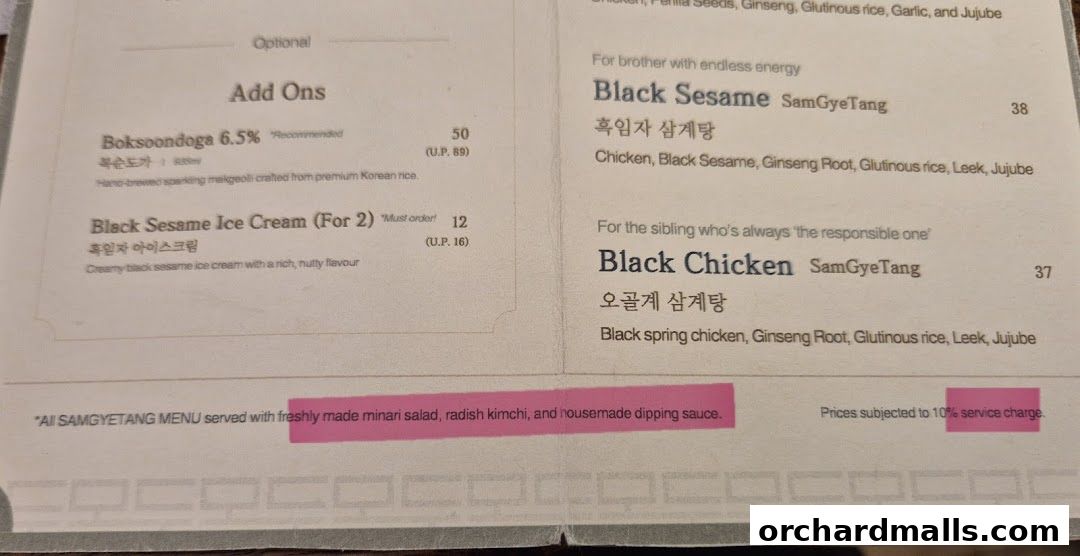 Optional
Add Ons
Boksoondoga 6.5% *Recommended 50
복순도가 | 935ml (U.P. 89)
Hand-brewed sparkling makgeolli crafted from premium Korean rice.
Black Sesame Ice Cream (For 2) *Must order! 12
흑임자 아이스크림 (U.P. 16)
Creamy black sesame ice cream with a rich, nutty flavour
Chicken, Perilla Seeds, Ginseng, Glutinous rice, Garlic, and Jujube
For brother with endless energy
Black Sesame SamGyeTang 38
흑임자 삼계탕
Chicken, Black Sesame, Ginseng Root, Glutinous rice, Leek, Jujube
For the sibling who's always 'the responsible one'
Black Chicken SamGyeTang 37
오골계 삼계탕
Black spring chicken, Ginseng Root, Glutinous rice, Leek, Jujube
*All SAMGYETANG MENU served with freshly made minari salad, radish kimchi, and housemade dipping sauce.
Prices subjected to 10% service charge.
orchardmalls.com